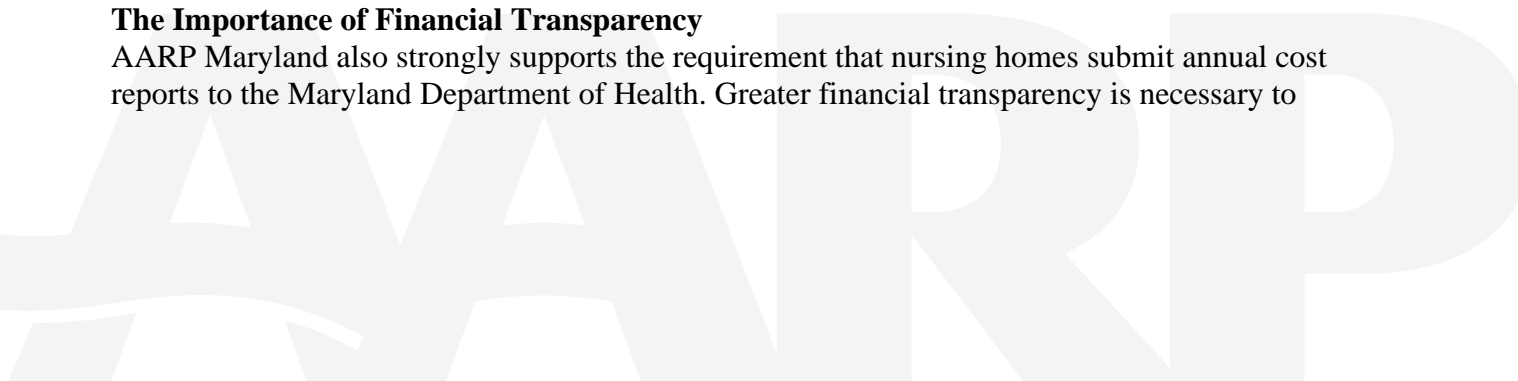 The Importance of Financial Transparency
AARP Maryland also strongly supports the requirement that nursing homes submit annual cost
reports to the Maryland Department of Health. Greater financial transparency is necessary to
AARP